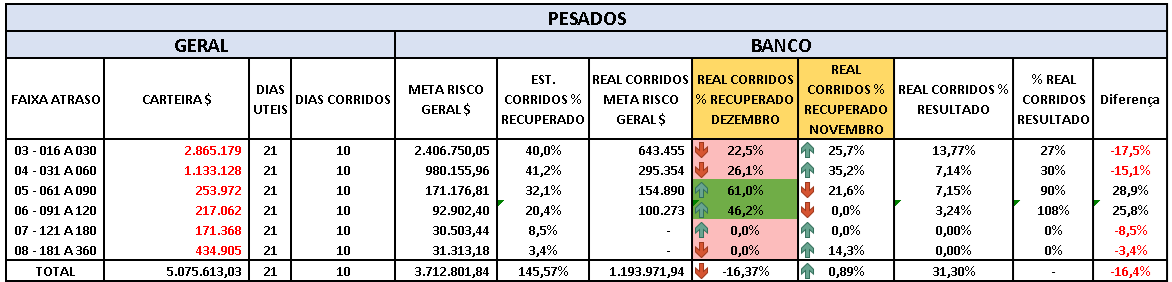 PESADOS
GERAL BANCO
FAIXA ATRASO CARTEIRA $ DIAS UTEIS DIAS CORRIDOS META RISCO GERAL $ EST. CORRIDOS % RECUPERADO REAL CORRIDOS META RISCO GERAL $ REAL CORRIDOS % RECUPERADO DEZEMBRO REAL CORRIDOS % RECUPERADO NOVEMBRO REAL CORRIDOS % RESULTADO % REAL CORRIDOS RESULTADO Diferença
03 - 016 A 030 2.865.179 21 10 2.406.750,05 40,0% 643.455 22,5% 25,7% 13,77% 27% -17,5%
04 - 031 A 060 1.133.128 21 10 980.155,96 41,2% 295.354 26,1% 35,2% 7,14% 30% -15,1%
05 - 061 A 090 253.972 21 10 171.176,81 32,1% 154.890 61,0% 21,6% 7,15% 90% 28,9%
06 - 091 A 120 217.062 21 10 92.902,40 20,4% 100.273 46,2% 0,0% 3,24% 108% 25,8%
07 - 121 A 180 171.368 21 10 30.503,44 8,5% - 0,0% 0,0% 0,00% 0% -8,5%
08 - 181 A 360 434.905 21 10 31.313,18 3,4% - 0,0% 14,3% 0,00% 0% -3,4%
TOTAL 5.075.613,03 21 10 3.712.801,84 145,57% 1.193.971,94 -16,37% 0,89% 31,30% - -16,4%